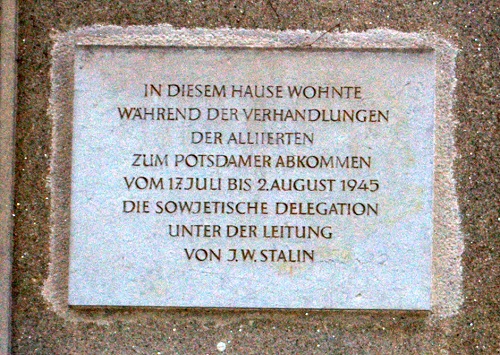 IN DIESEM HAUSE WOHNTE
WÄHREND DER VERHANDLUNGEN
DER ALLIIERTEN
ZUM POTSDAMER ABKOMMEN
VOM 17. JULI BIS 2. AUGUST 1945
DIE SOWJETISCHE DELEGATION
UNTER DER LEITUNG
VON J. W. STALIN